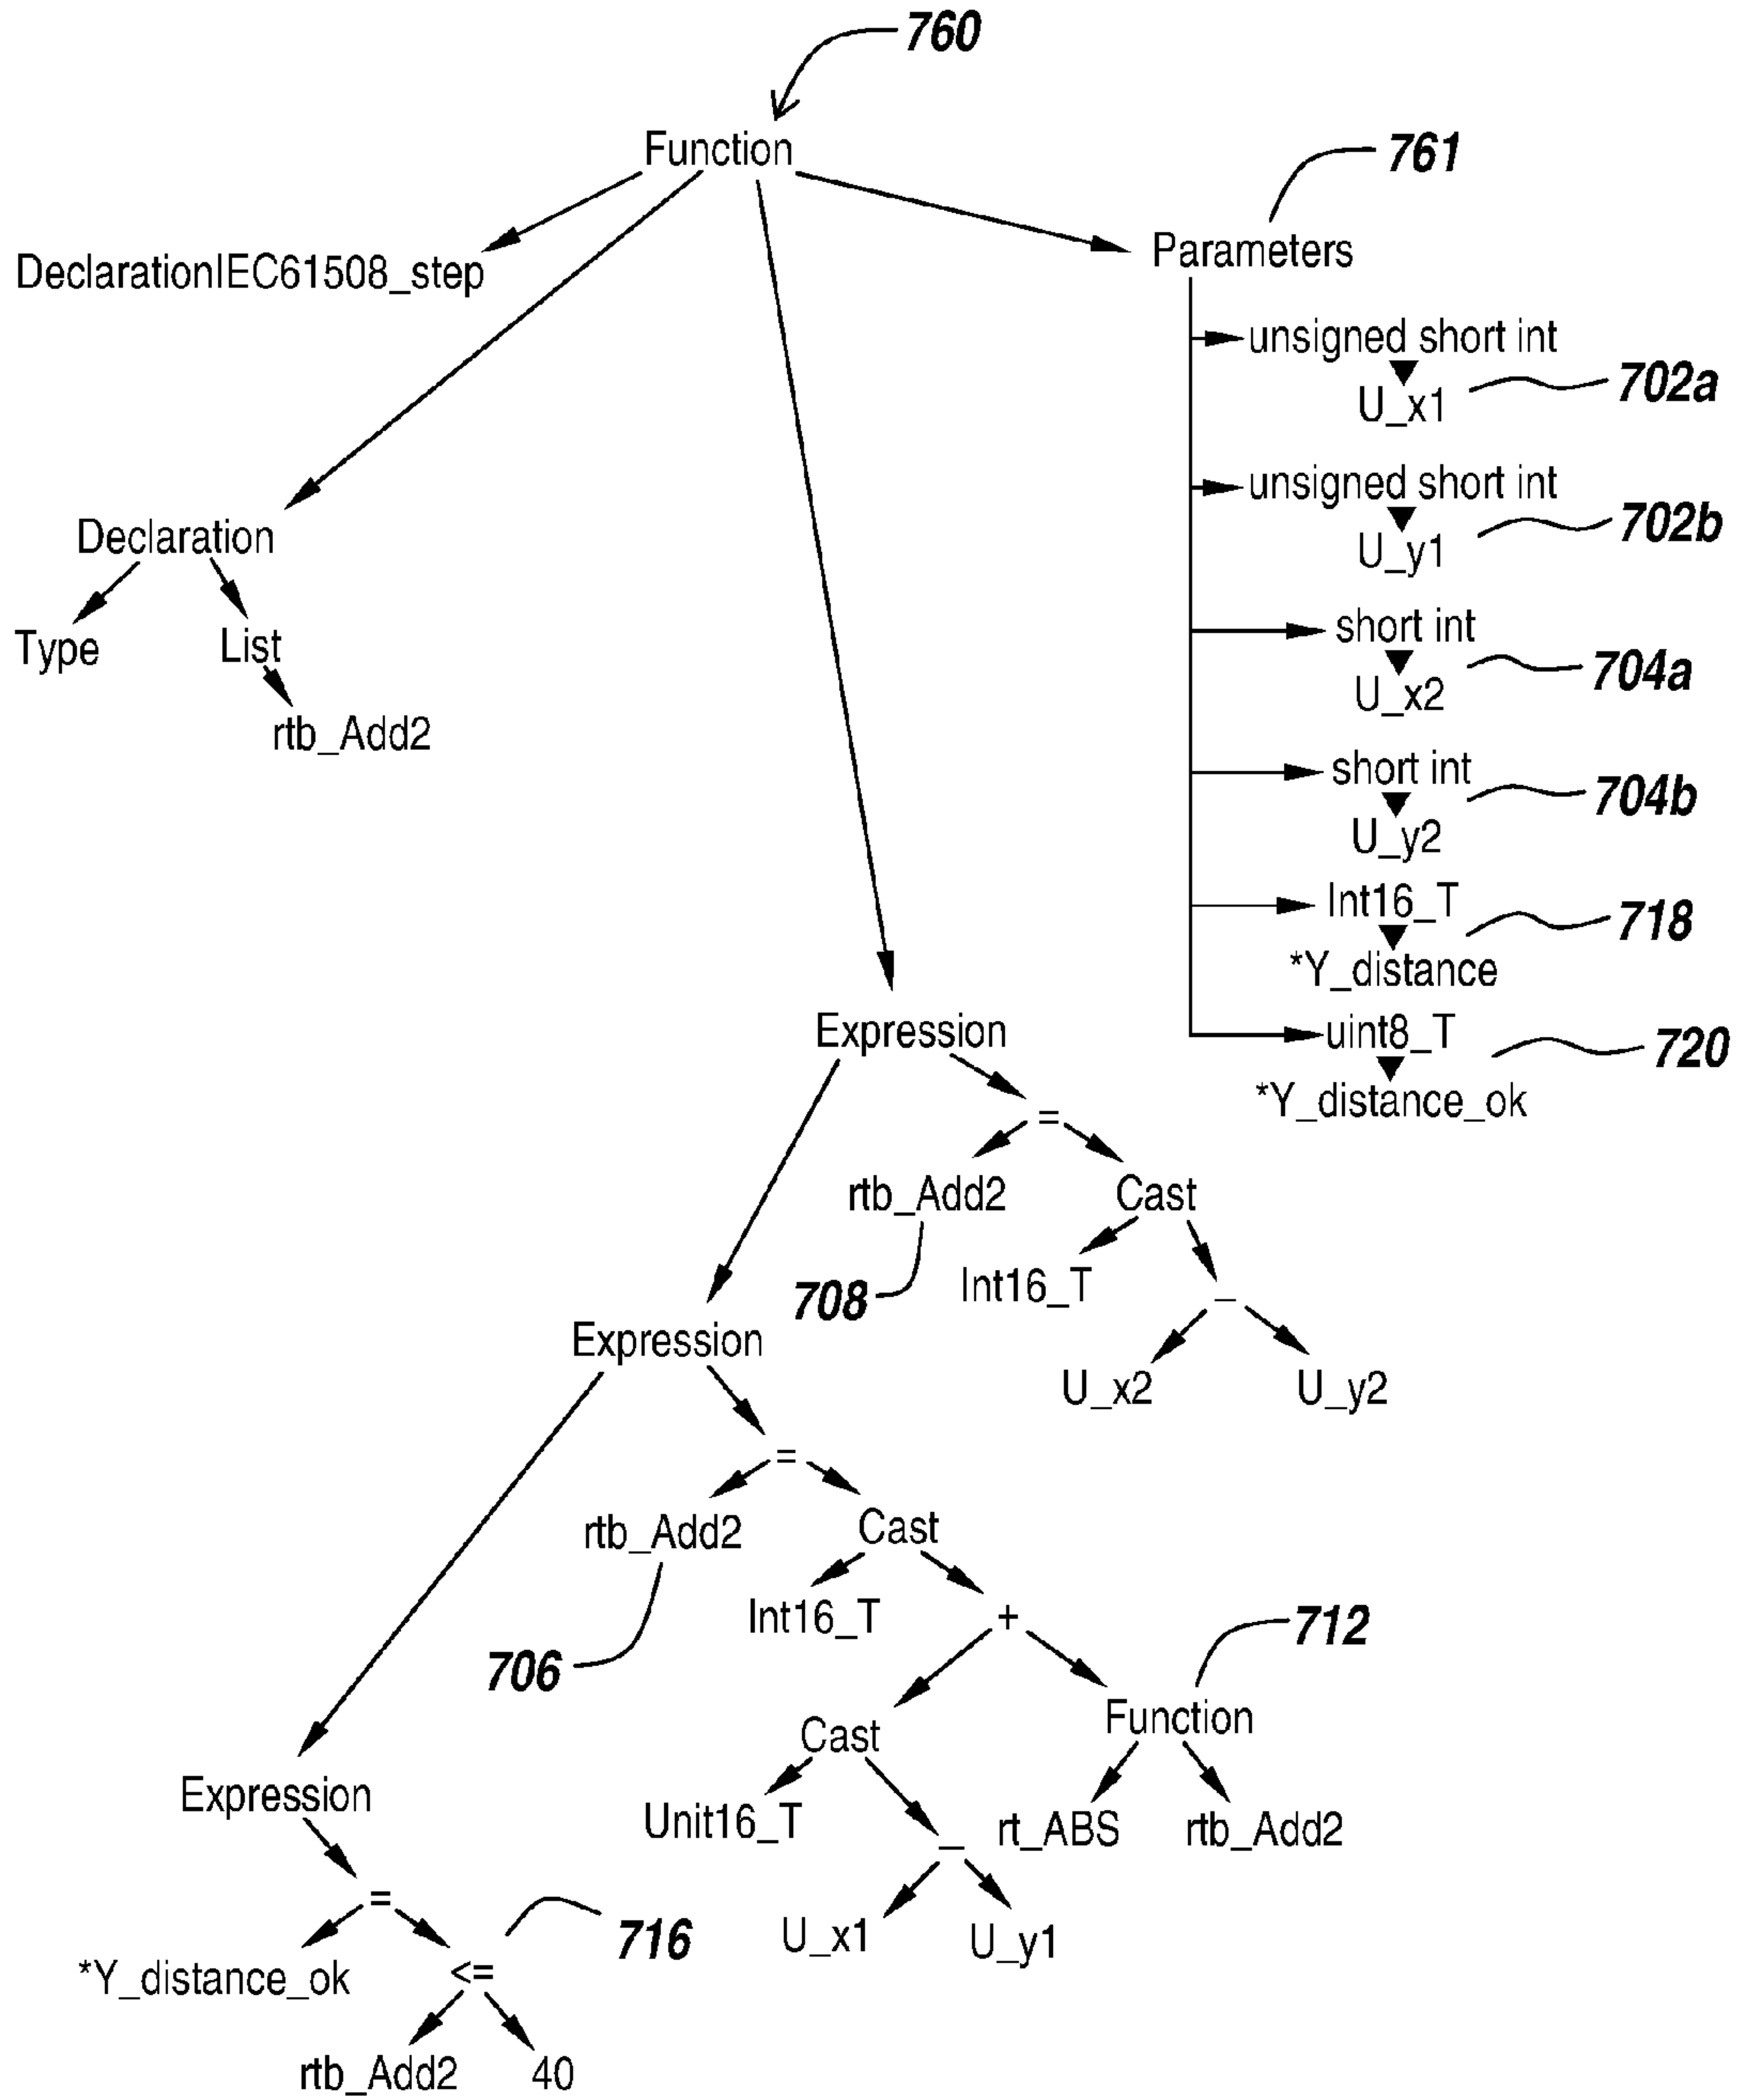 760
Function
761
Parameters
DeclarationIEC61508_step
unsigned short int
702a
U_x1
unsigned short int
702b
U_y1
Declaration
short int
Type
List
704a
U_x2
rtb_Add2
short int
704b
U_y2
Int16_T
718
*Y_distance
Expression
uint8_T
720
*Y_distance_ok
=
rtb_Add2
Cast
708
Int16_T
–
Expression
U_x2
U_y2
=
rtb_Add2
Cast
Int16_T
+
712
706
Function
Cast
Expression
Unit16_T
rt_ABS
rtb_Add2
–
=
716
U_x1
U_y1
*Y_distance_ok
<=
rtb_Add2
40